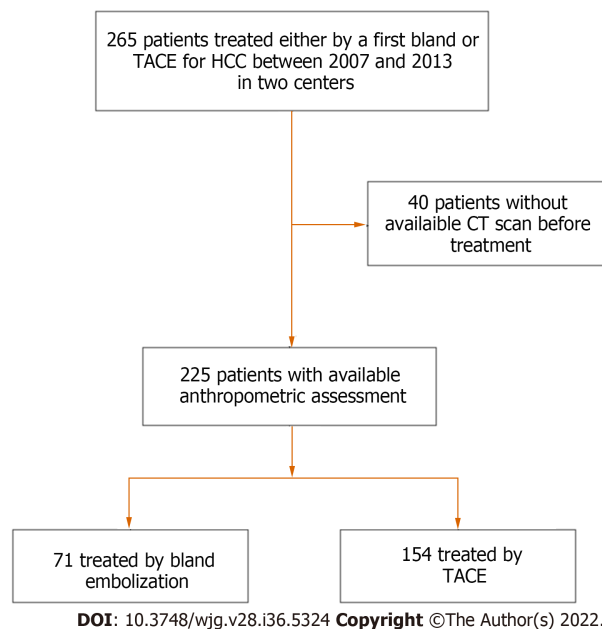 265 patients treated either by a first bland or
TACE for HCC between 2007 and 2013
in two centers
40 patients without
availaible CT scan before
treatment
225 patients with available
anthropometric assessment
71 treated by bland
embolization
154 treated by
TACE
DOI: 10.3748/wjg.v28.i36.5324 Copyright ©The Author(s) 2022.